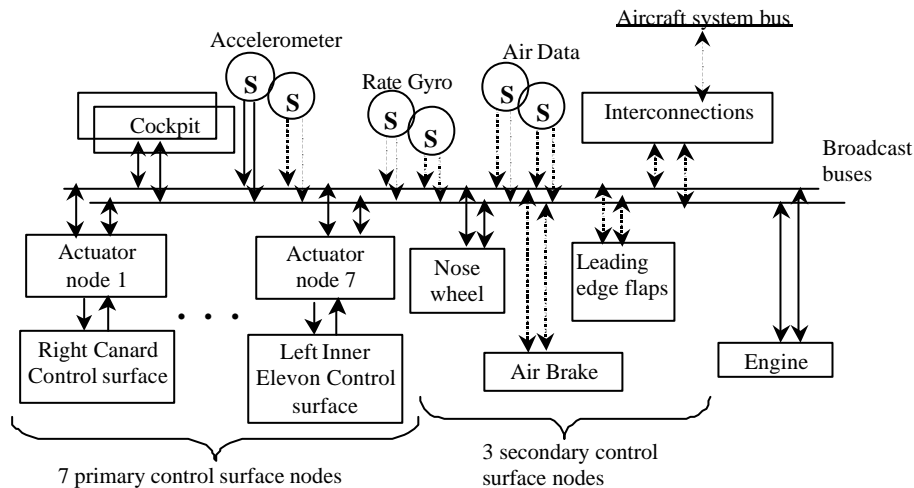 Aircraft system bus
Accelerometer
Air Data
Rate Gyro
S
S
S
S
S
S
Cockpit
Interconnections
Broadcast
buses
Actuator
node 1
Actuator
node 7
Nose
wheel
Leading
edge flaps
. . .
Right Canard
Control surface
Left Inner
Elevon Control
surface
Air Brake
Engine
7 primary control surface nodes
3 secondary control
surface nodes